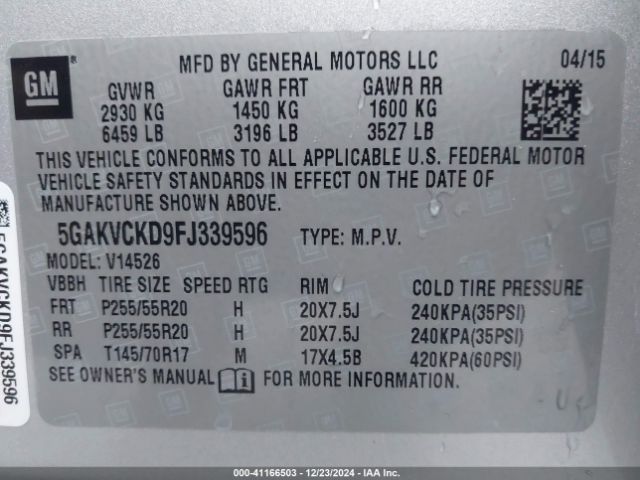 GM
®
MFD BY GENERAL MOTORS LLC 04/15
GVWR GAWR FRT GAWR RR
2930 KG 1450 KG 1600 KG
6459 LB 3196 LB 3527 LB
THIS VEHICLE CONFORMS TO ALL APPLICABLE U.S. FEDERAL MOTOR
VEHICLE SAFETY STANDARDS IN EFFECT ON THE DATE OF
MANUFACTURE SHOWN ABOVE.
5GAKVCKD9FJ339596 TYPE: M.P.V.
MODEL: V14526
VBBH TIRE SIZE SPEED RTG RIM COLD TIRE PRESSURE
FRT P255/55R20 H 20X7.5J 240KPA(35PSI)
RR P255/55R20 H 20X7.5J 240KPA(35PSI)
SPA T145/70R17 M 17X4.5B 420KPA(60PSI)
SEE OWNER'S MANUAL i FOR MORE INFORMATION.
5GAKVCKD9FJ339596
000-41166503 - 12/23/2024 - IAA Inc.